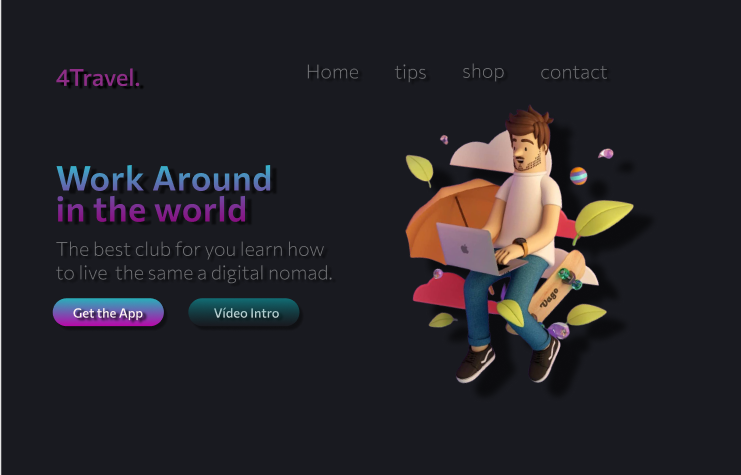 4Travel.
Home tips shop contact
Work Around
in the world
The best club for you learn how
to live the same a digital nomad.
Get the App Vídeo Intro
Vago